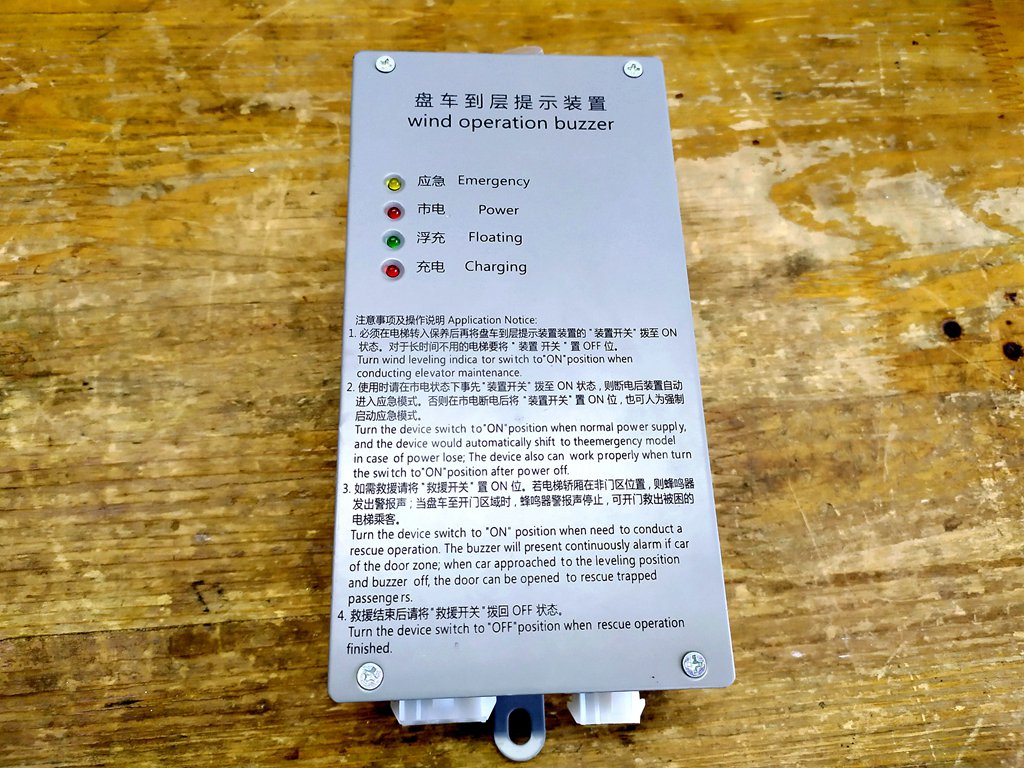 盘车到层提示装置
wind operation buzzer
应急 Emergency
市电 Power
浮充 Floating
充电 Charging
注意事项及操作说明 Application Notice:
1. 必须在电梯转入保养后再将盘车到层提示装置装置的 "装置开关" 拨至 ON
状态。对于长时间不用的电梯要将 " 装置 开关 " 置 OFF 位。
Turn wind leveling indica tor switch to"ON"position when
conducting elevator maintenance.
2. 使用时请在市电状态下事先 "装置开关" 拨至 ON 状态 , 则断电后装置自动
进入应急模式。否则在市电断电后将 "装置开关" 置 ON 位 , 也可人为强制
启动应急模式。
Turn the device switch to"ON"position when normal power supply,
and the device would automatically shift to theemergency model
in case of power lose; The device also can work properly when turn
the switch to"ON"position after power off.
3. 如需救援请将 "救援开关" 置 ON 位。若电梯轿厢在非门区位置 , 则蜂鸣器
发出警报声 ; 当盘车至开门区域时 , 蜂鸣器警报声停止 , 可开门救出被困的
电梯乘客。
Turn the device switch to "ON" position when need to conduct a
rescue operation. The buzzer will present continuously alarm if car
of the door zone; when car approached to the leveling position
and buzzer off, the door can be opened to rescue trapped
passenge rs.
4. 救援结束后请将 "救援开关" 拨回 OFF 状态。
Turn the device switch to "OFF"position when rescue operation
finished.